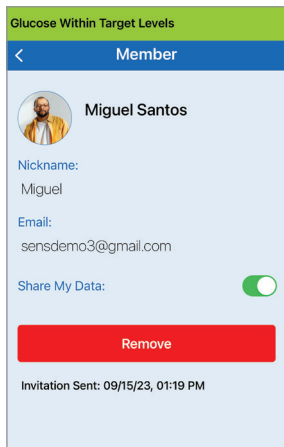 Glucose Within Target Levels
Member
Miguel Santos
Nickname:
Miguel
Email:
sensdemo3@gmail.com
Share My Data:
Remove
Invitation Sent: 09/15/23, 01:19 PM